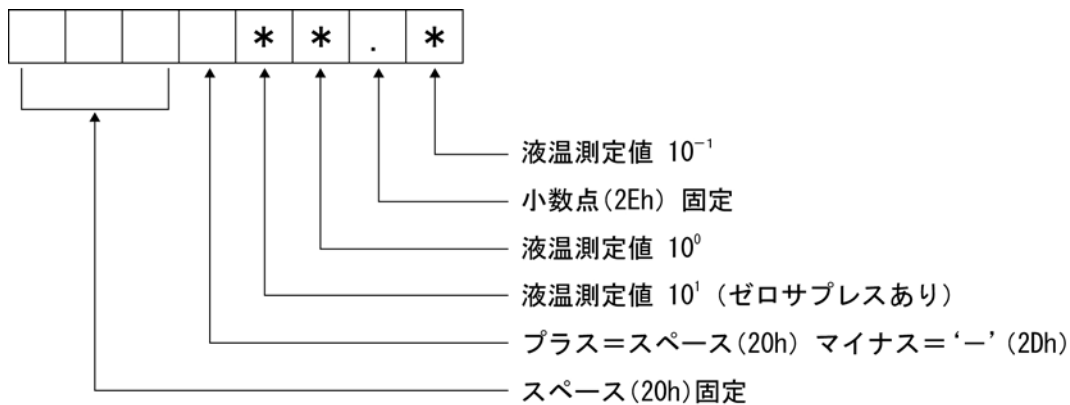 * * . *
液温測定値 10⁻¹
小数点(2Eh) 固定
液温測定値 10⁰
液温測定値 10¹ (ゼロサプレスあり)
プラス=スペース(20h) マイナス=‘-’(2Dh)
スペース(20h)固定